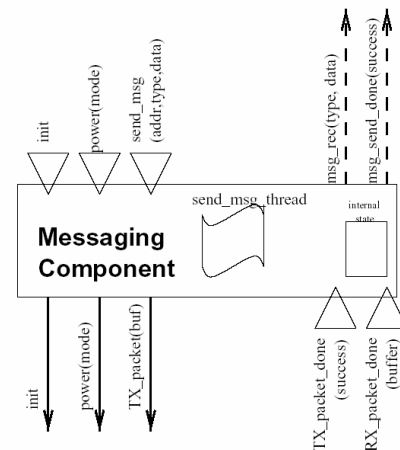 init
power(mode)
send_msg
(addr,type,data)
msg_rec(type, data)
msg_send_done(success)
send_msg_thread
internal
state
Messaging
Component
init
power(mode)
TX_packet(buf)
TX_packet_done
(success)
RX_packet_done
(buffer)